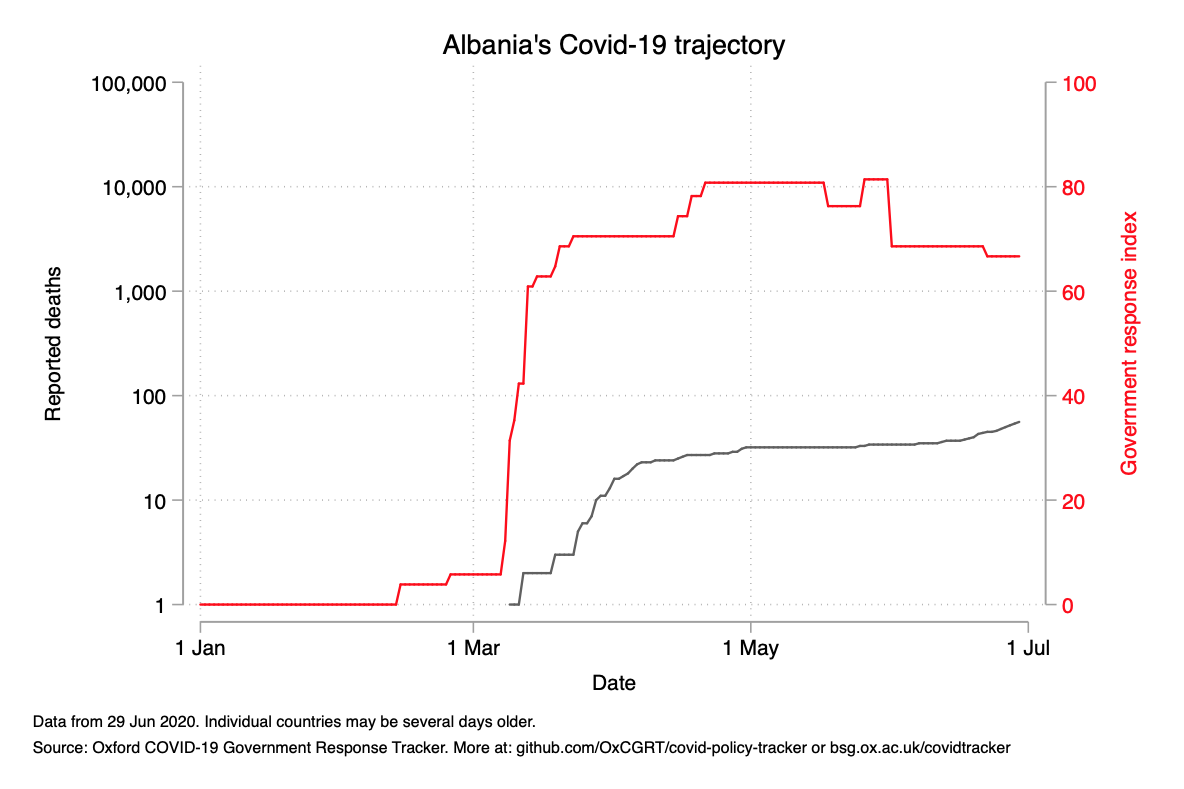 Albania's Covid-19 trajectory
100,000
10,000
1,000
100
10
1
Reported deaths
100
80
60
40
20
0
Government response index
1 Jan
1 Mar
1 May
1 Jul
Date
Data from 29 Jun 2020. Individual countries may be several days older.
Source: Oxford COVID-19 Government Response Tracker. More at: github.com/OxCGRT/covid-policy-tracker or bsg.ox.ac.uk/covidtracker